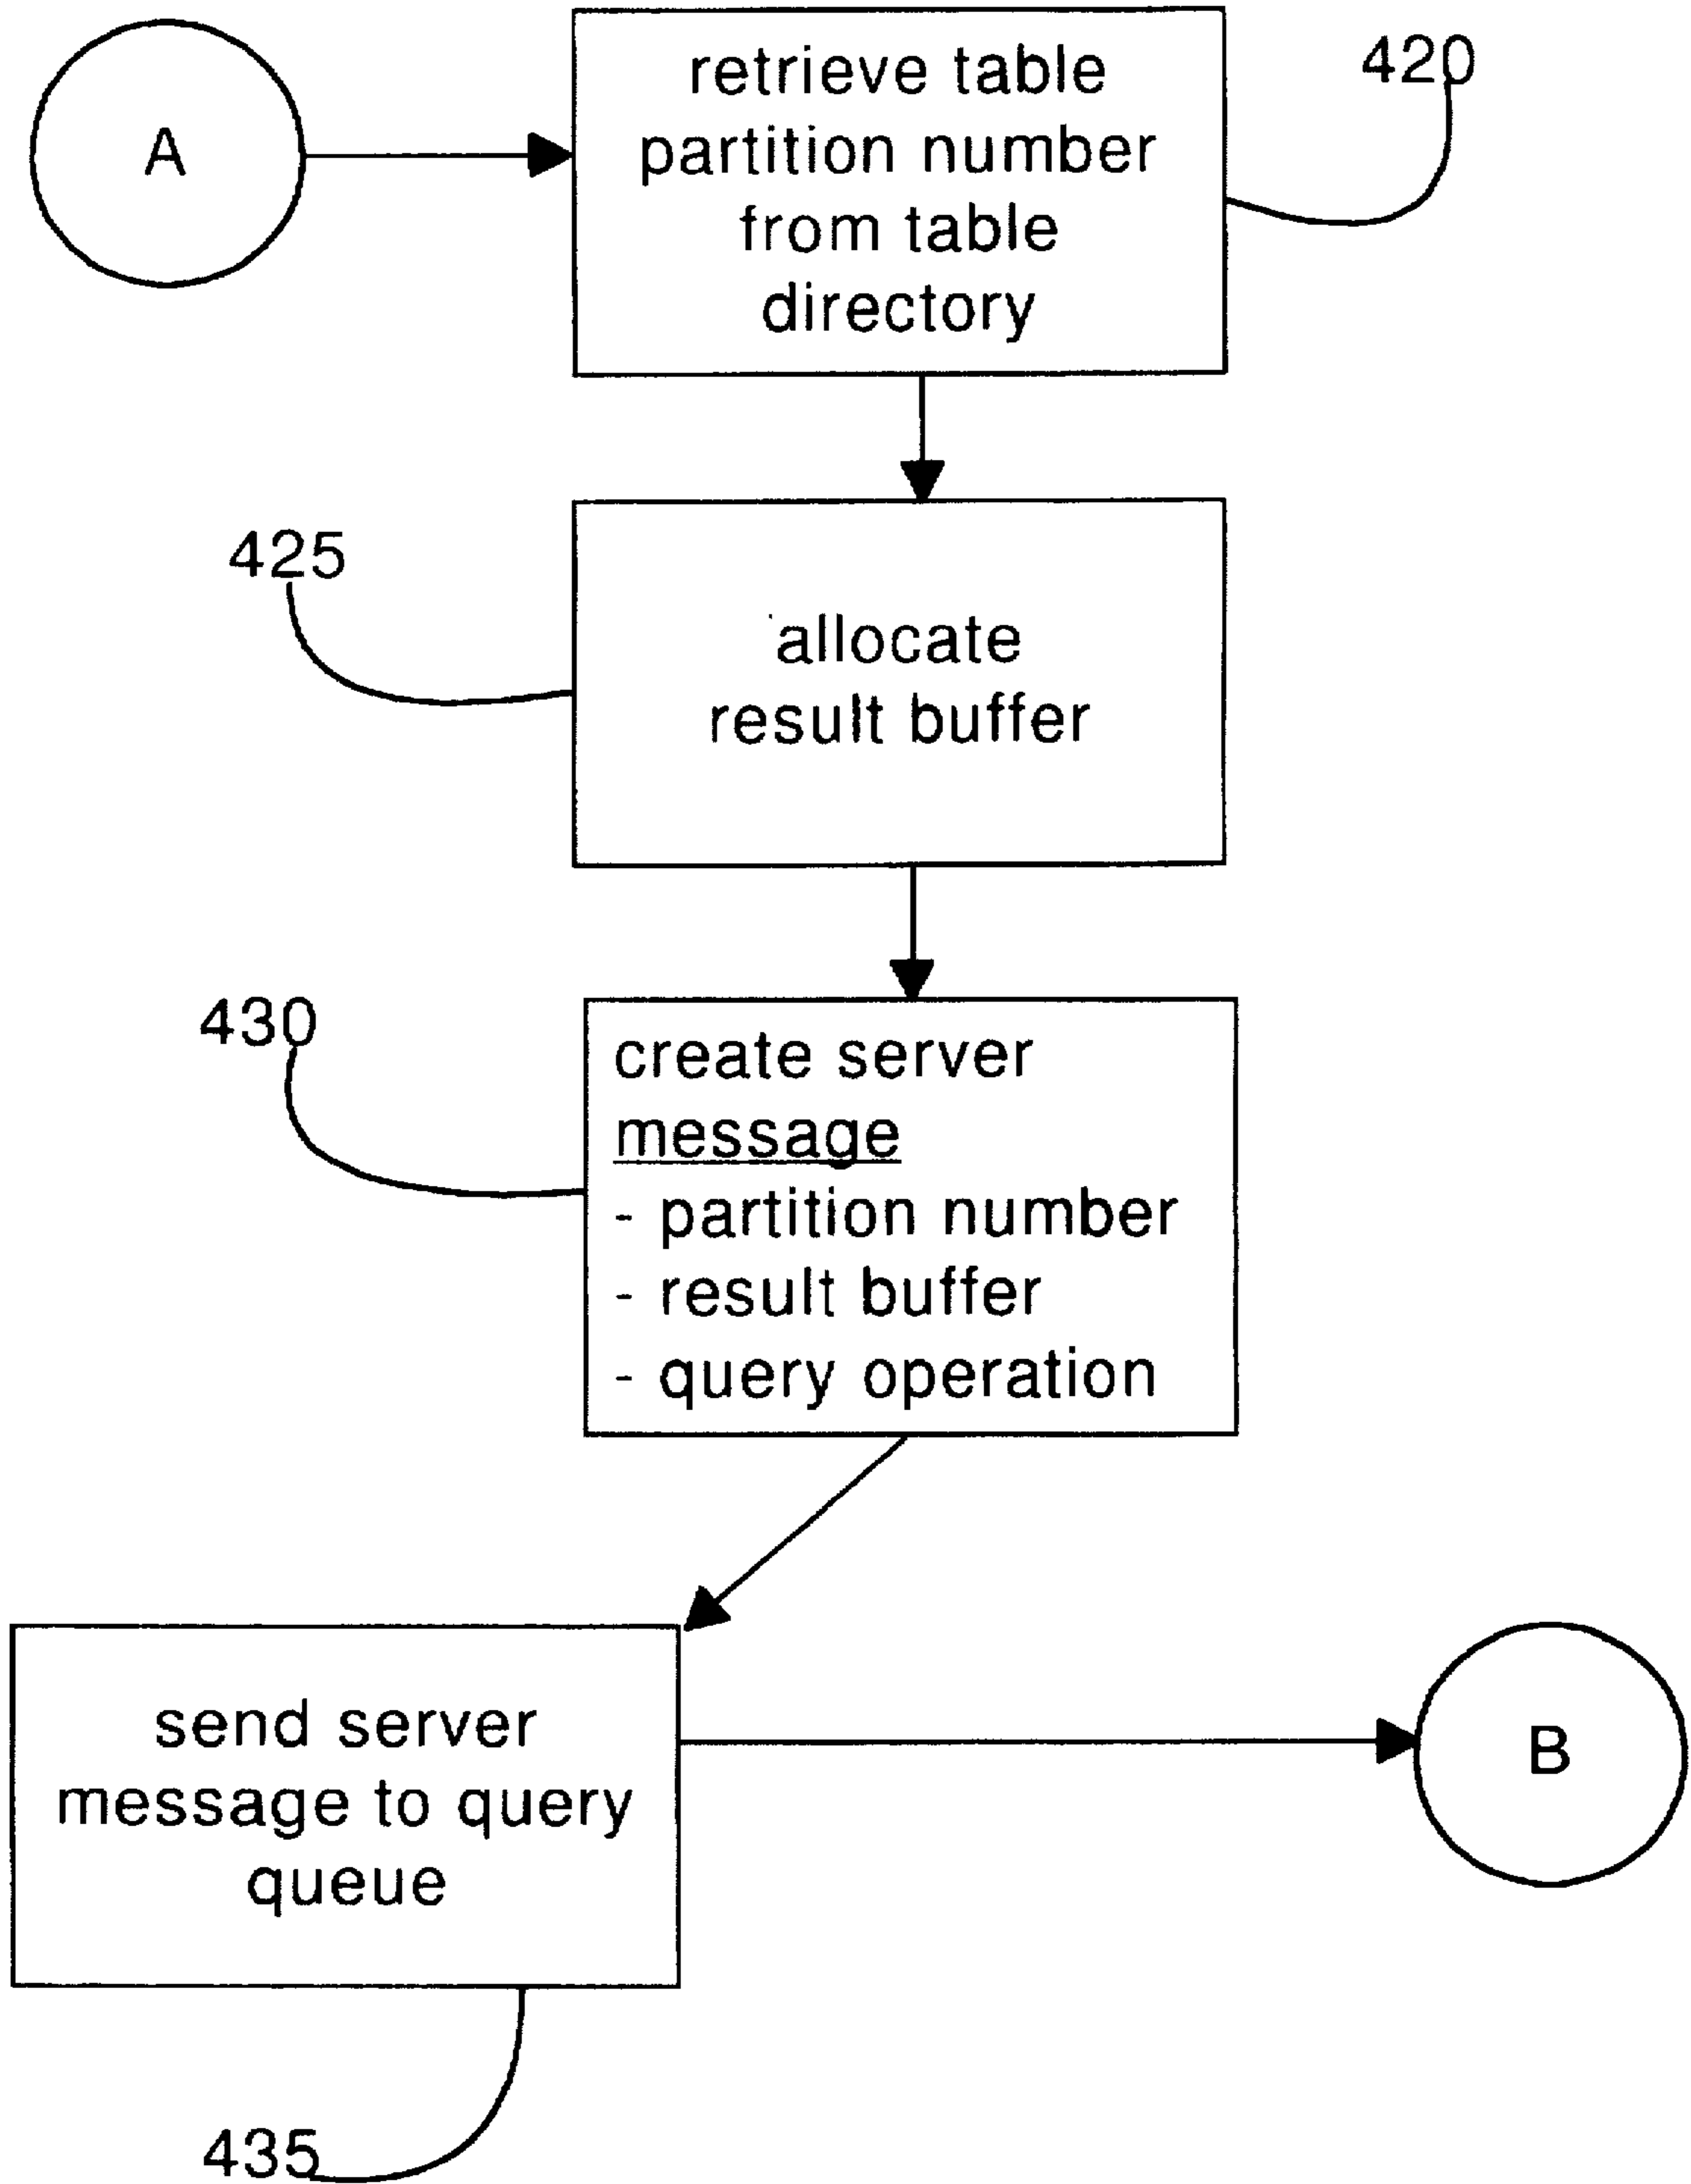 A
retrieve table
partition number
from table
directory
420
425
allocate
result buffer
430
create server
message
- partition number
- result buffer
- query operation
send server
message to query
queue
B
435